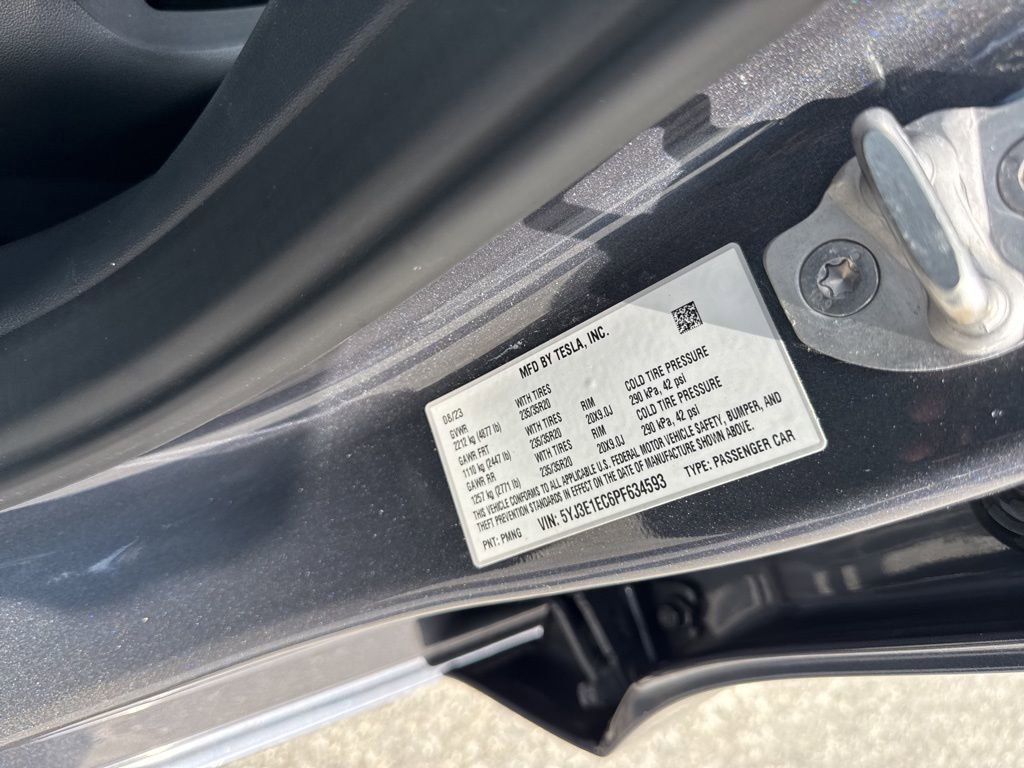 MFD BY TESLA, INC.
08/23
GVWR
2212 kg (4877 lb)
WITH TIRES
235/35R20
RIM
20X9.0J
COLD TIRE PRESSURE
290 kPa, 42 psi
GAWR FRT
1110 kg (2447 lb)
WITH TIRES
235/35R20
RIM
20X9.0J
COLD TIRE PRESSURE
290 kPa, 42 psi
GAWR RR
1257 kg (2771 lb)
WITH TIRES
235/35R20
THIS VEHICLE CONFORMS TO ALL APPLICABLE U.S. FEDERAL MOTOR VEHICLE SAFETY, BUMPER, AND
THEFT PREVENTION STANDARDS IN EFFECT ON THE DATE OF MANUFACTURE SHOWN ABOVE.
VIN: 5YJ3E1EC6PF634593
TYPE: PASSENGER CAR
PNT: PMNG